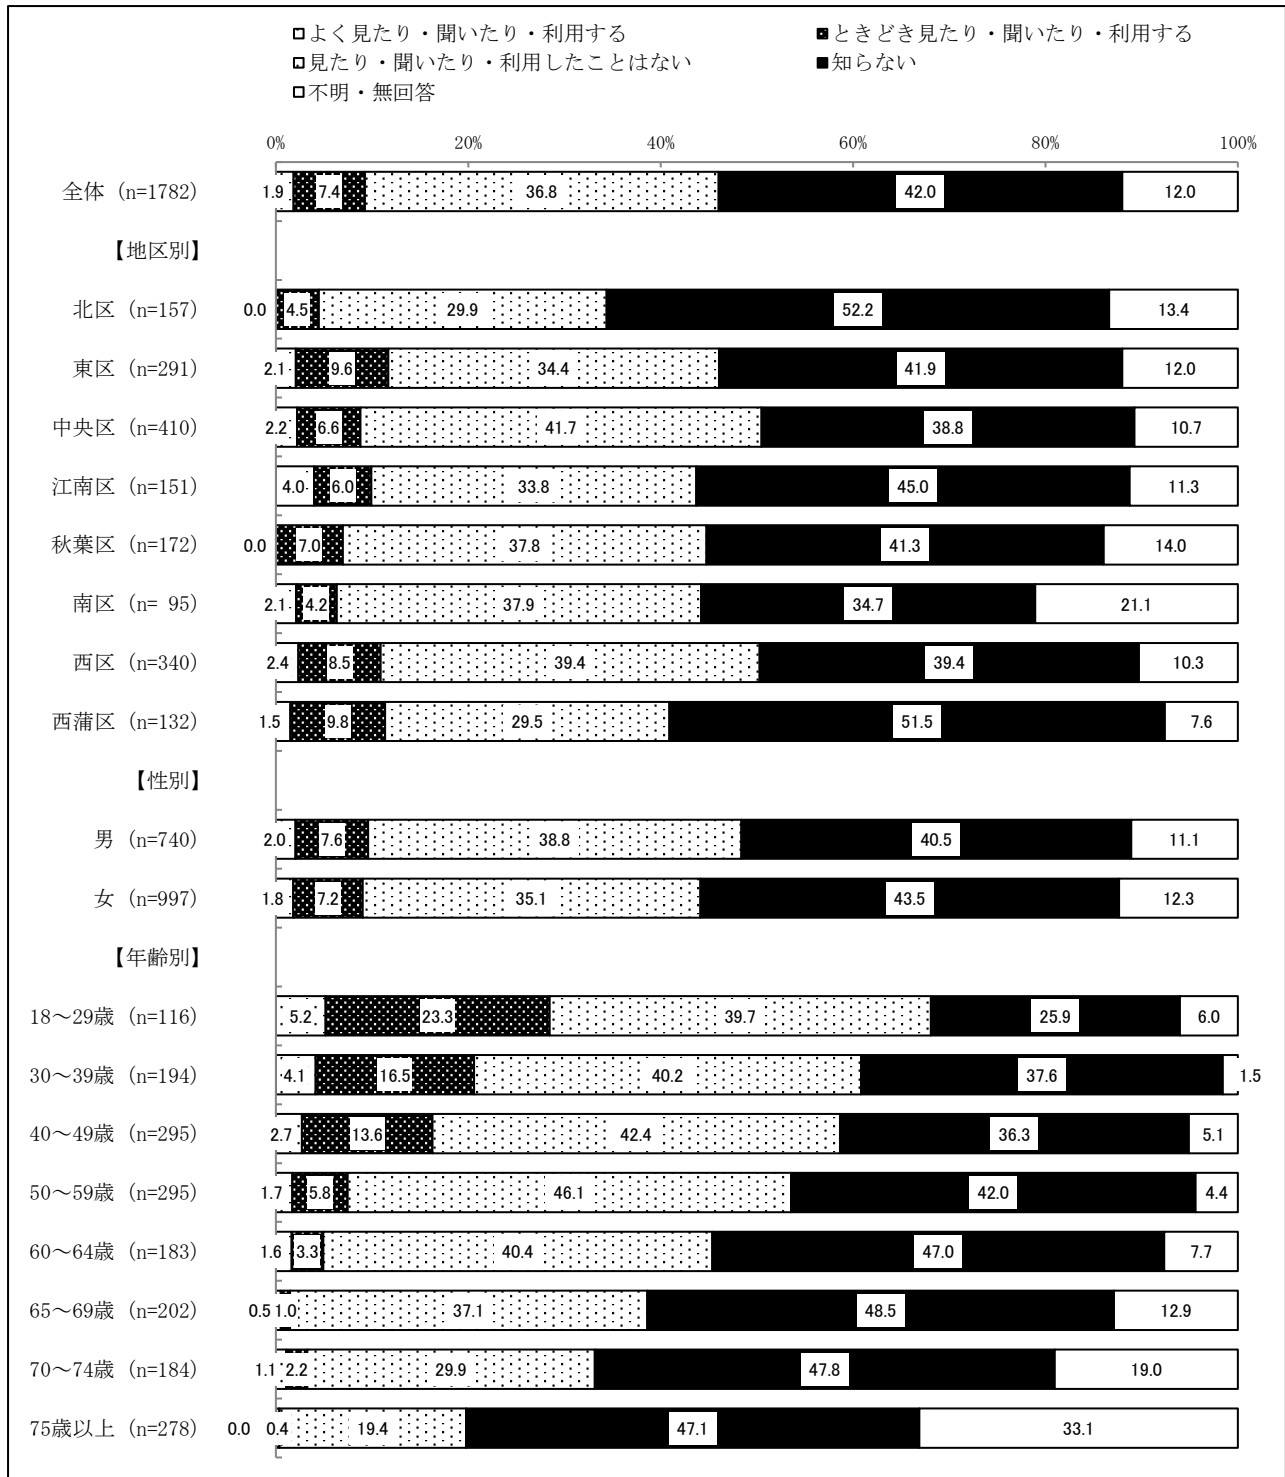 □よく見たり・聞いたり・利用する ■ときどき見たり・聞いたり・利用する
□見たり・聞いたり・利用したことはない ■知らない
□不明・無回答
0% 20% 40% 60% 80% 100%
全体 (n=1782) 1.9 7.4 36.8 42.0 12.0
【地区別】
北区 (n=157) 0.0 4.5 29.9 52.2 13.4
東区 (n=291) 2.1 9.6 34.4 41.9 12.0
中央区 (n=410) 2.2 6.6 41.7 38.8 10.7
江南区 (n=151) 4.0 6.0 33.8 45.0 11.3
秋葉区 (n=172) 0.0 7.0 37.8 41.3 14.0
南区 (n= 95) 2.1 4.2 37.9 34.7 21.1
西区 (n=340) 2.4 8.5 39.4 39.4 10.3
西蒲区 (n=132) 1.5 9.8 29.5 51.5 7.6
【性別】
男 (n=740) 2.0 7.6 38.8 40.5 11.1
女 (n=997) 1.8 7.2 35.1 43.5 12.3
【年齢別】
18～29歳 (n=116) 5.2 23.3 39.7 25.9 6.0
30～39歳 (n=194) 4.1 16.5 40.2 37.6 1.5
40～49歳 (n=295) 2.7 13.6 42.4 36.3 5.1
50～59歳 (n=295) 1.7 5.8 46.1 42.0 4.4
60～64歳 (n=183) 1.6 3.3 40.4 47.0 7.7
65～69歳 (n=202) 0.5 1.0 37.1 48.5 12.9
70～74歳 (n=184) 1.1 2.2 29.9 47.8 19.0
75歳以上 (n=278) 0.0 0.4 19.4 47.1 33.1